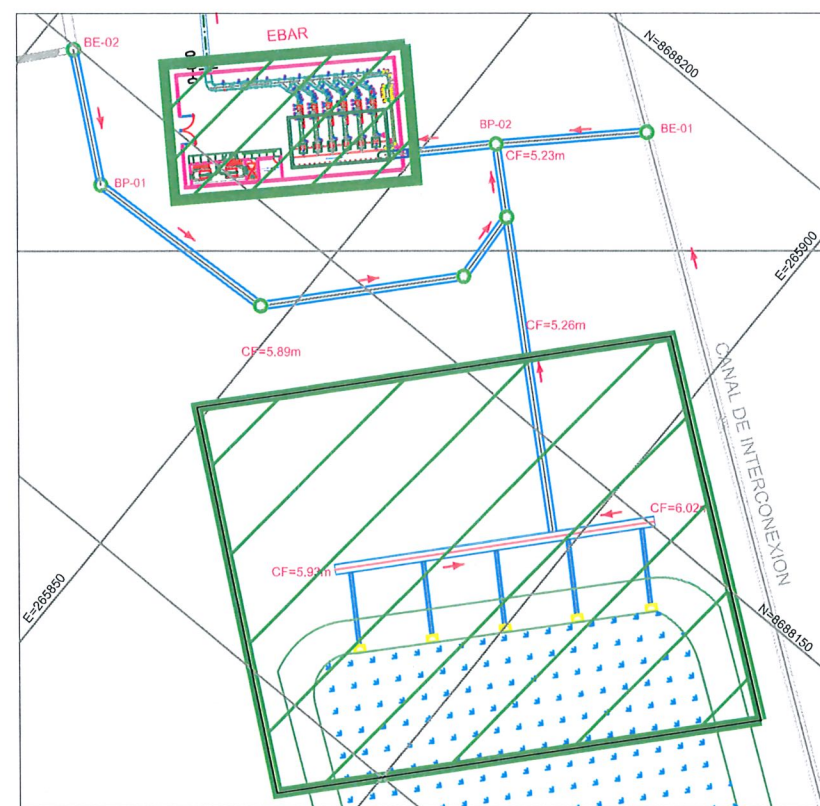 BE-02
EBAR
N=8688200
BP-02
BE-01
CF=5.23m
BP-01
E=265900
CF=5.26m
CF=5.89m
CANAL DE INTERCONEXION
CF=6.02m
CF=5.93m
E=265850
N=8688150